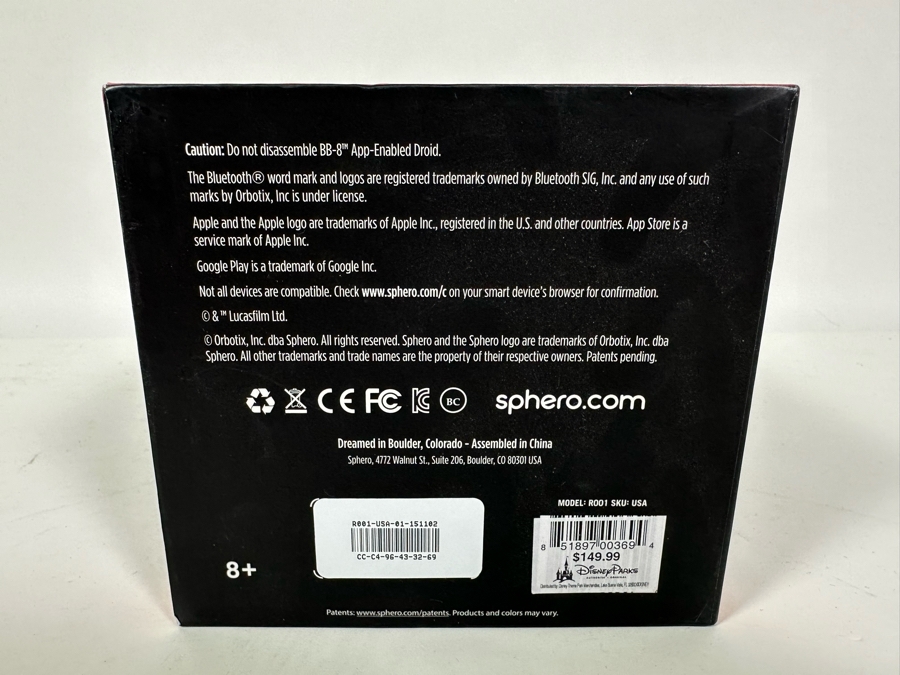 Caution: Do not disassemble BB-8™ App-Enabled Droid.
The Bluetooth® word mark and logos are registered trademarks owned by Bluetooth SIG, Inc. and any use of such
marks by Orbotix, Inc is under license.
Apple and the Apple logo are trademarks of Apple Inc., registered in the U.S. and other countries. App Store is a
service mark of Apple Inc.
Google Play is a trademark of Google Inc.
Not all devices are compatible. Check www.sphero.com/c on your smart device's browser for confirmation.
© & ™ Lucasfilm Ltd.
© Orbotix, Inc. dba Sphero. All rights reserved. Sphero and the Sphero logo are trademarks of Orbotix, Inc. dba
Sphero. All other trademarks and trade names are the property of their respective owners. Patents pending.
CE FC BC sphero.com
Dreamed in Boulder, Colorado - Assembled in China
Sphero, 4772 Walnut St., Suite 206, Boulder, CO 80301 USA
MODEL: R001 SKU: USA
R001-USA-01-151102
CC-C4-96-43-32-69
8 51897 00369 4
$149.99
Disney Parks
8+
Patents: www.sphero.com/patents. Products and colors may vary.